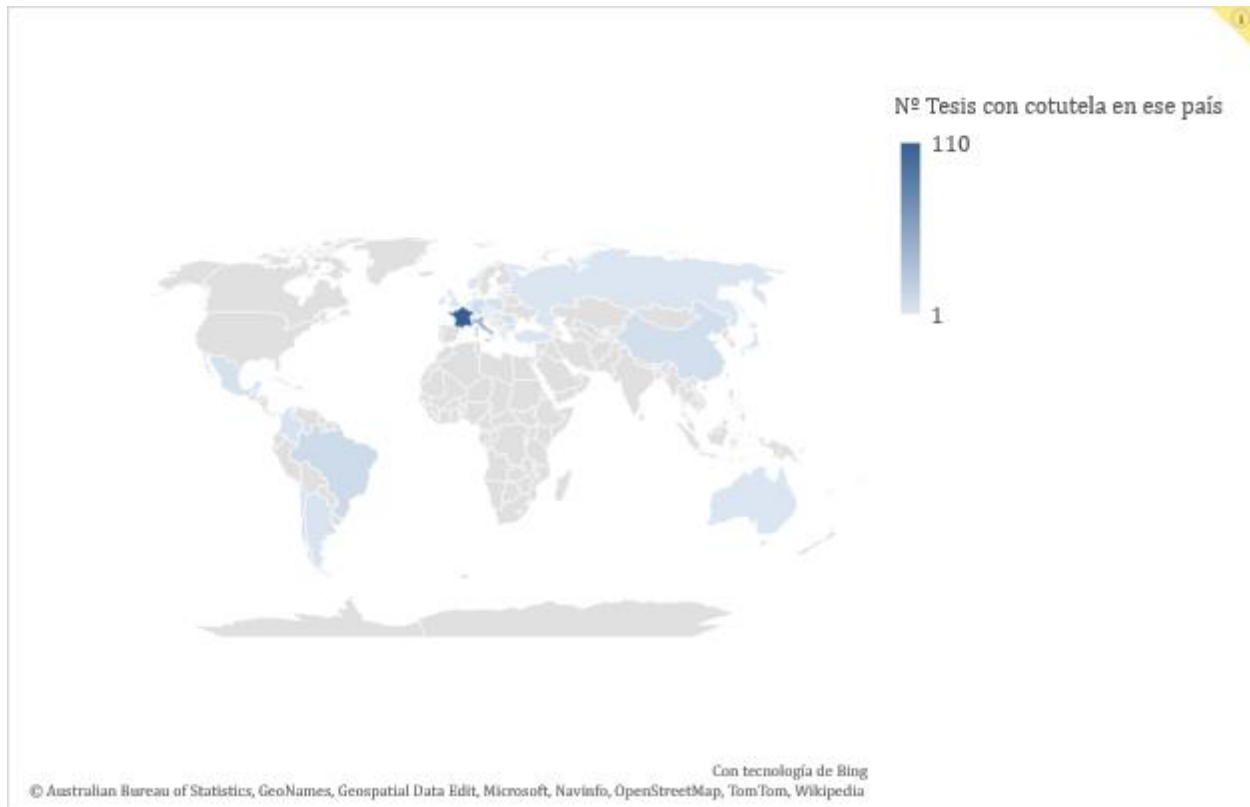 Nº Tesis con cotutela en ese país
110
1
Con tecnología de Bing
© Australian Bureau of Statistics, GeoNames, Geospatial Data Edit, Microsoft, Navinfo, OpenStreetMap, TomTom, Wikipedia